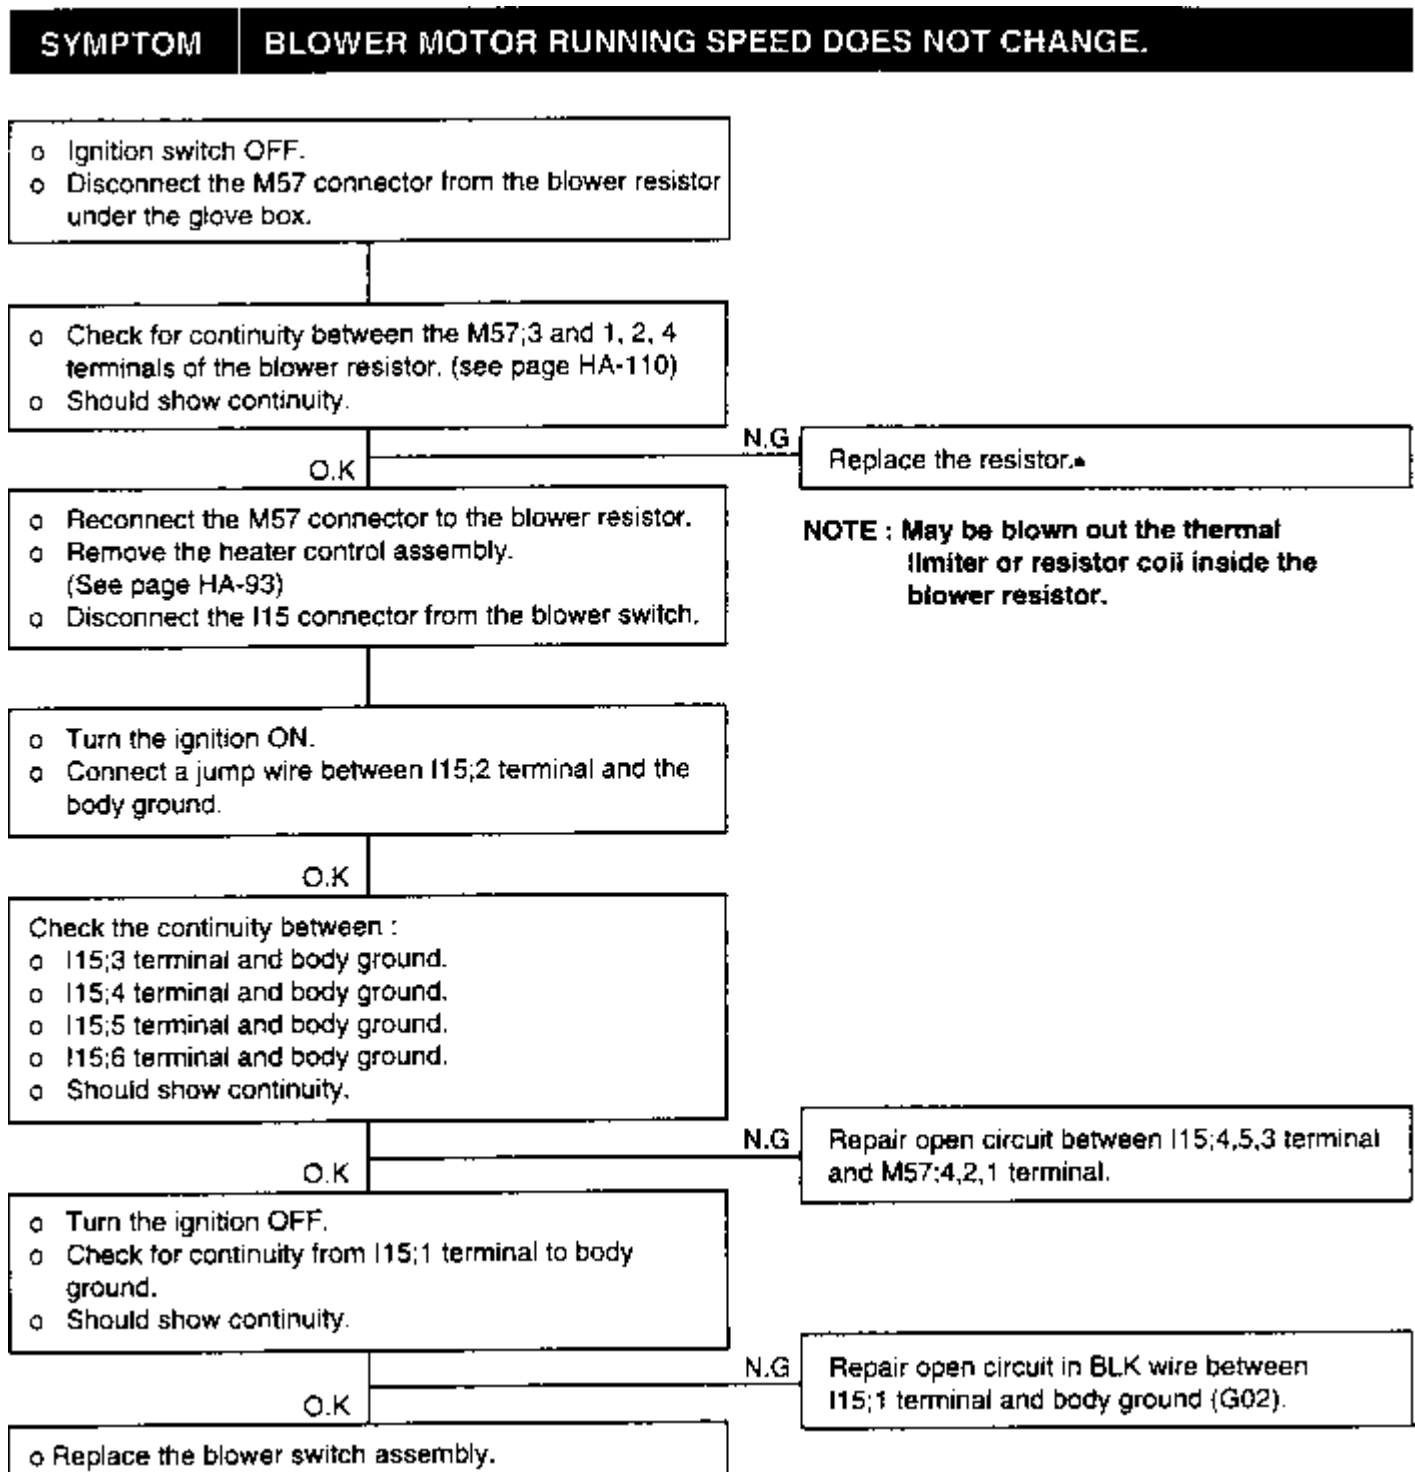 SYMPTOM BLOWER MOTOR RUNNING SPEED DOES NOT CHANGE.
o Ignition switch OFF.
o Disconnect the M57 connector from the blower resistor
under the glove box.
o Check for continuity between the M57;3 and 1, 2, 4
terminals of the blower resistor. (see page HA-110)
o Should show continuity.
N.G
Replace the resistor.
O.K
NOTE : May be blown out the thermal
limiter or resistor coil inside the
blower resistor.
o Reconnect the M57 connector to the blower resistor.
o Remove the heater control assembly.
(See page HA-93)
o Disconnect the I15 connector from the blower switch.
o Turn the ignition ON.
o Connect a jump wire between I15;2 terminal and the
body ground.
O.K
Check the continuity between :
o I15;3 terminal and body ground.
o I15;4 terminal and body ground.
o I15;5 terminal and body ground.
o I15;6 terminal and body ground.
o Should show continuity.
N.G
Repair open circuit between I15;4,5,3 terminal
and M57;4,2,1 terminal.
O.K
o Turn the ignition OFF.
o Check for continuity from I15;1 terminal to body
ground.
o Should show continuity.
N.G
Repair open circuit in BLK wire between
I15;1 terminal and body ground (G02).
O.K
o Replace the blower switch assembly.